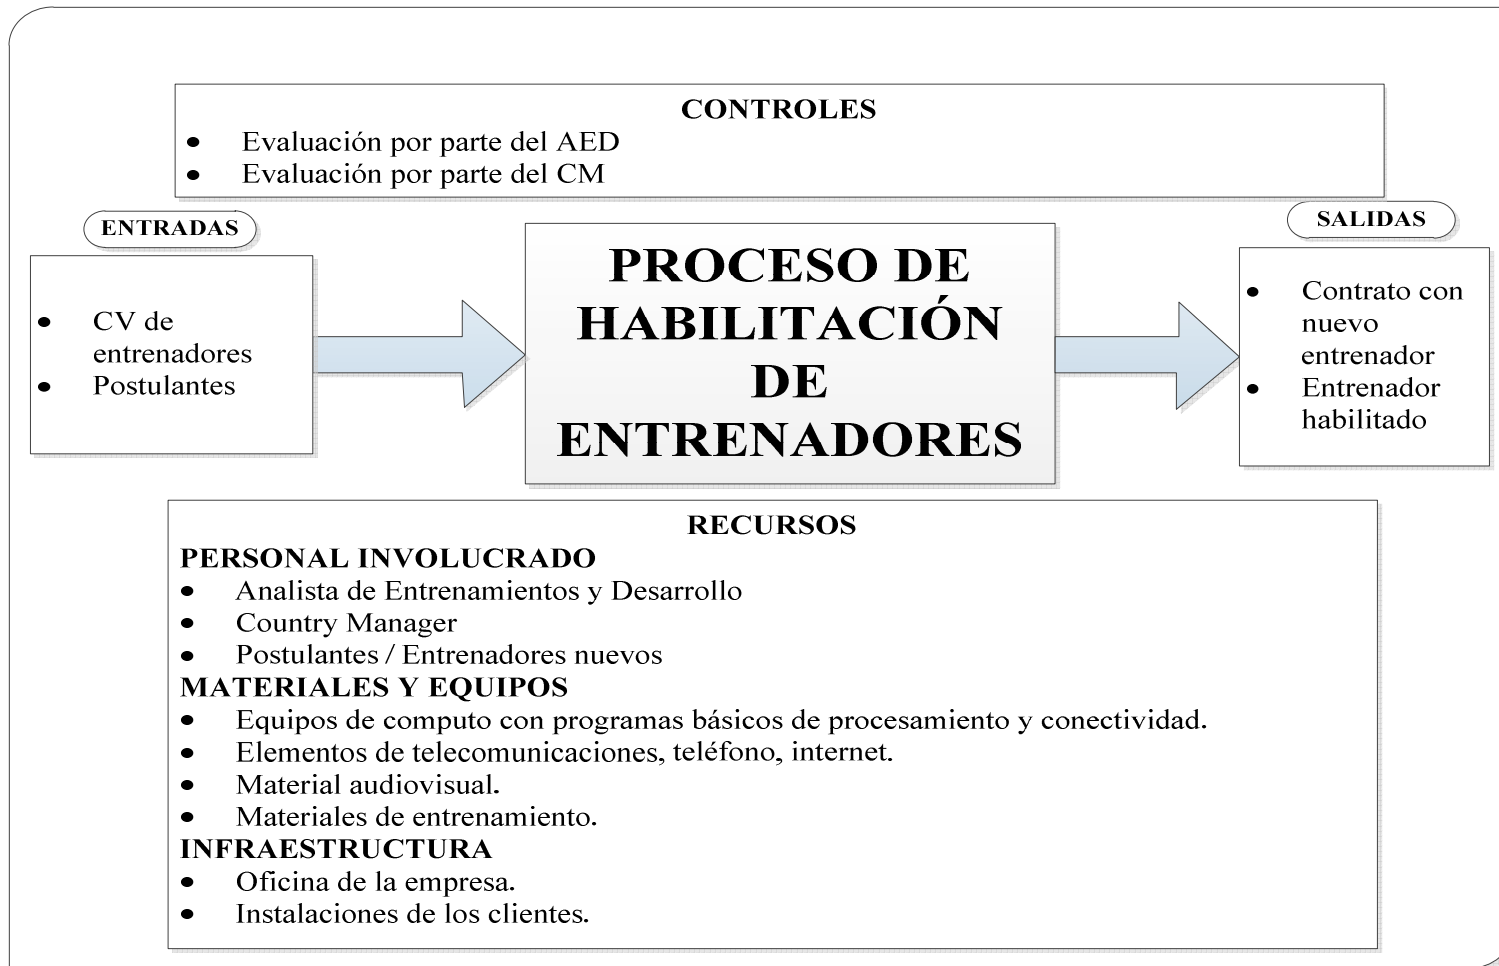 CONTROLES
• Evaluación por parte del AED
• Evaluación por parte del CM
ENTRADAS
• CV de
entrenadores
• Postulantes
PROCESO DE
HABILITACIÓN
DE
ENTRENADORES
SALIDAS
• Contrato con
nuevo
entrenador
• Entrenador
habilitado
RECURSOS
PERSONAL INVOLUCRADO
• Analista de Entrenamientos y Desarrollo
• Country Manager
• Postulantes / Entrenadores nuevos
MATERIALES Y EQUIPOS
• Equipos de computo con programas básicos de procesamiento y conectividad.
• Elementos de telecomunicaciones, teléfono, internet.
• Material audiovisual.
• Materiales de entrenamiento.
INFRAESTRUCTURA
• Oficina de la empresa.
• Instalaciones de los clientes.